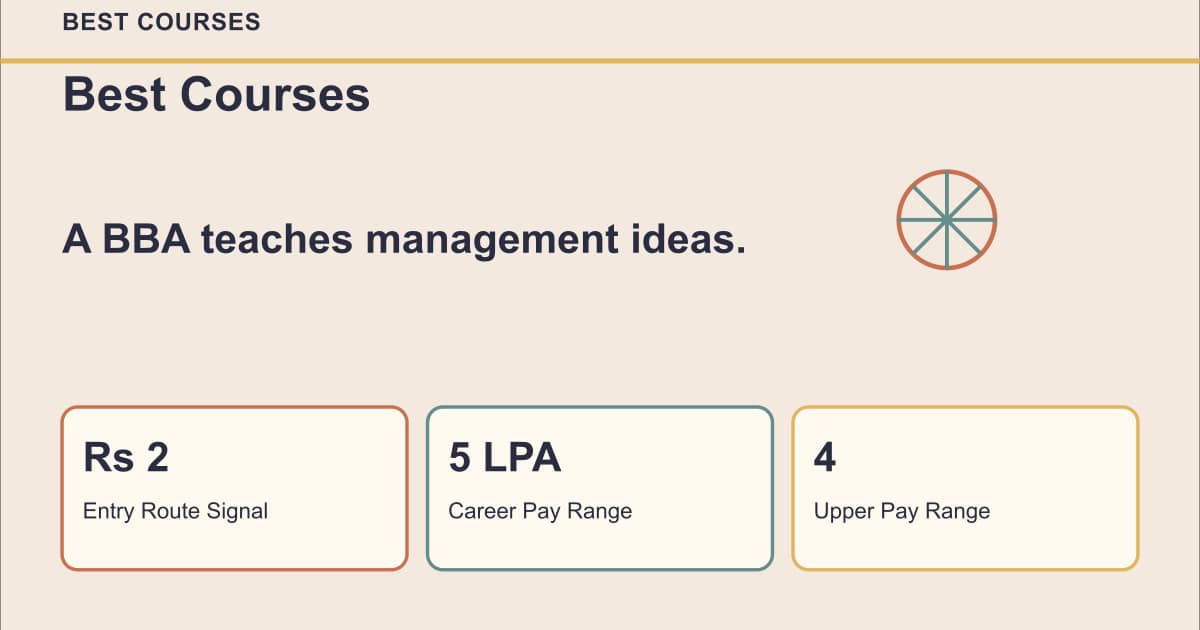 BEST COURSES
Best Courses
A BBA teaches management ideas.
Rs 2
Entry Route Signal
5 LPA
Career Pay Range
4
Upper Pay Range